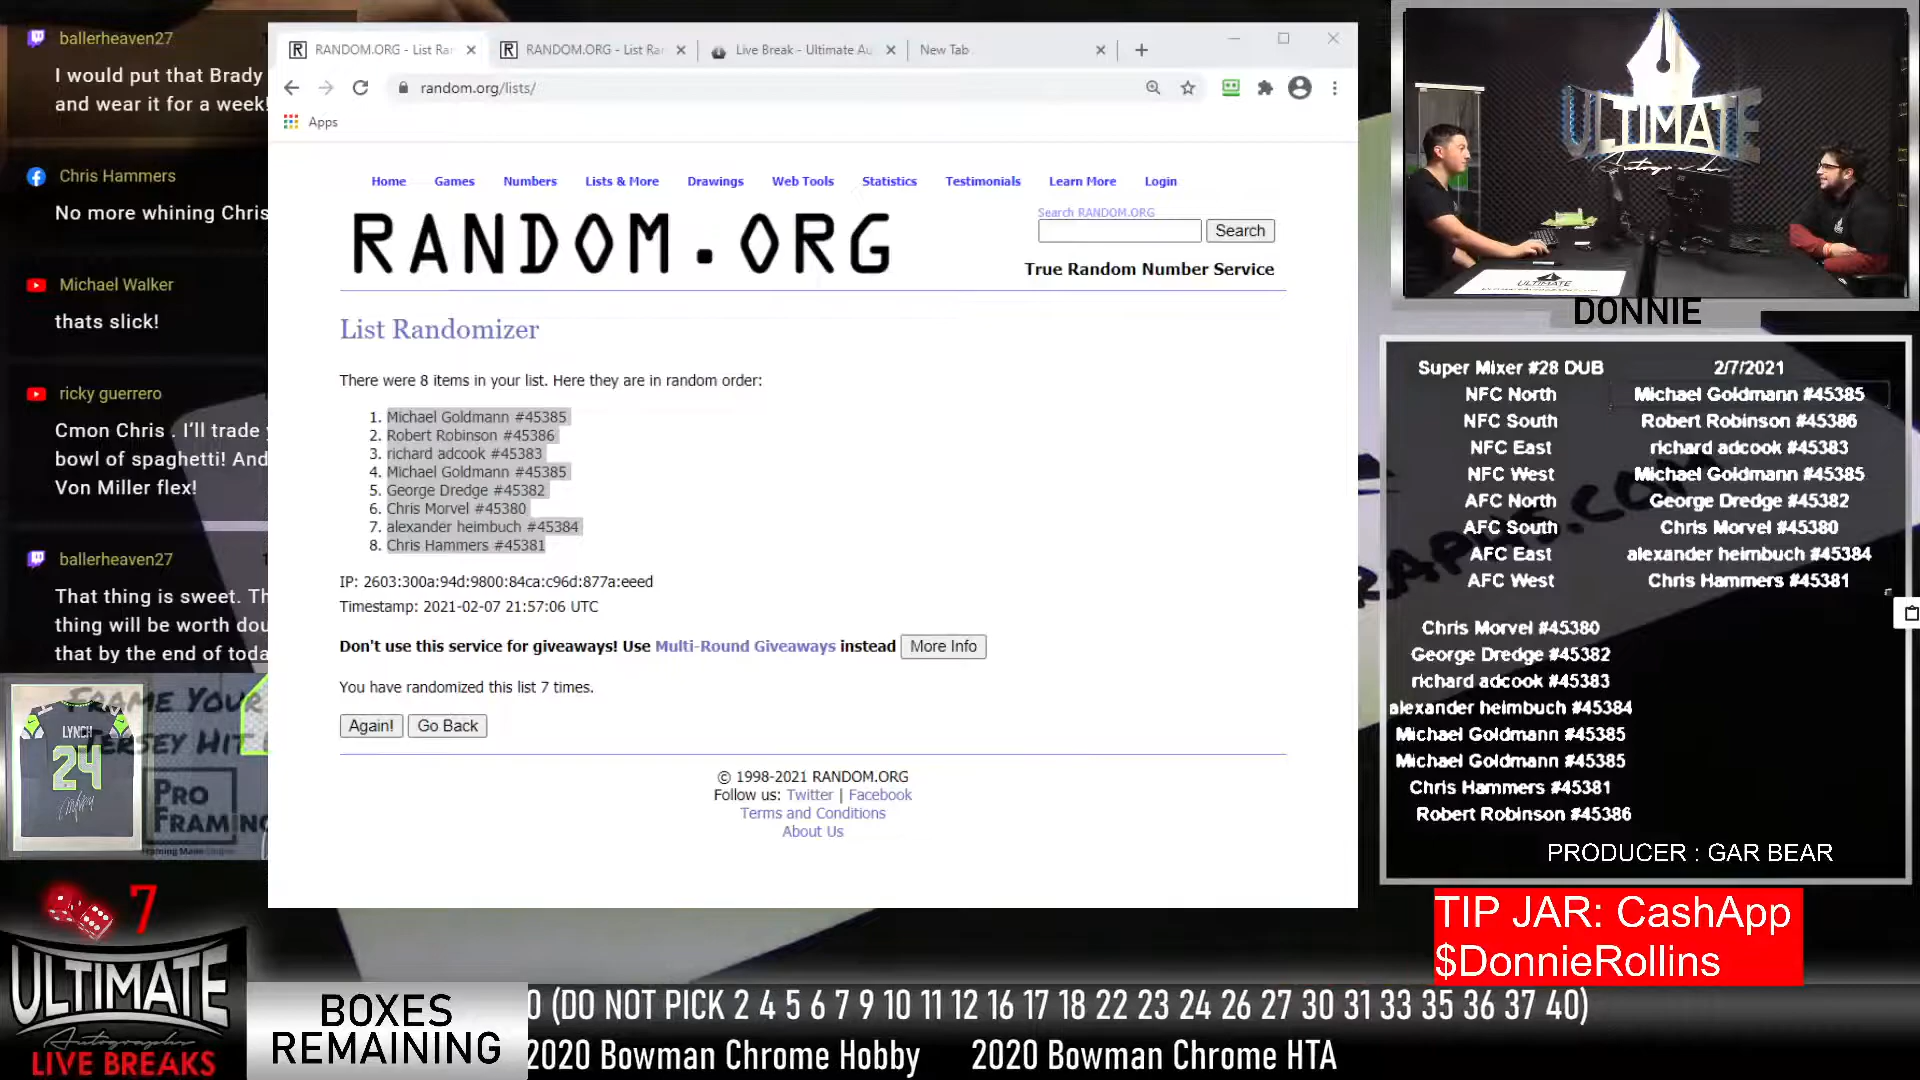 ballerheaven27
I would put that Brady
and wear it for a week!
Chris Hammers
No more whining Chris
Michael Walker
thats slick!
ricky guerrero
Cmon Chris . I'll trade
bowl of spaghetti! And
Von Miller flex!
ballerheaven27
That thing is sweet. Th
thing will be worth dou
that by the end of toda
FRAME YOUR
JERSEY HIT
LYNCH
24
PRO
FRAMING
7
ULTIMATE
Autographs
LIVE BREAKS
RANDOM.ORG - List Ra
RANDOM.ORG - List Ra
Live Break - Ultimate Au
New Tab
random.org/lists/
Apps
Home Games Numbers Lists & More Drawings Web Tools Statistics Testimonials Learn More Login
RANDOM.ORG
Search RANDOM.ORG
Search
True Random Number Service
List Randomizer
There were 8 items in your list. Here they are in random order:
1. Michael Goldmann #45385
2. Robert Robinson #45386
3. richard adcook #45383
4. Michael Goldmann #45385
5. George Dredge #45382
6. Chris Morvel #45380
7. alexander heimbuch #45384
8. Chris Hammers #45381
IP: 2603:300a:94d:9800:84ca:c96d:877a:eeed
Timestamp: 2021-02-07 21:57:06 UTC
Don't use this service for giveaways! Use Multi-Round Giveaways instead More Info
You have randomized this list 7 times.
Again! Go Back
© 1998-2021 RANDOM.ORG
Follow us: Twitter | Facebook
Terms and Conditions
About Us
ULTIMATE
Autographs
ULTIMATE
DONNIE
Super Mixer #28 DUB 2/7/2021
NFC North Michael Goldmann #45385
NFC South Robert Robinson #45386
NFC East richard adcook #45383
NFC West Michael Goldmann #45385
AFC North George Dredge #45382
AFC South Chris Morvel #45380
AFC East alexander heimbuch #45384
AFC West Chris Hammers #45381
Chris Morvel #45380
George Dredge #45382
richard adcook #45383
alexander heimbuch #45384
Michael Goldmann #45385
Michael Goldmann #45385
Chris Hammers #45381
Robert Robinson #45386
PRODUCER : GAR BEAR
TIP JAR: CashApp
$DonnieRollins
BOXES
REMAINING
0 (DO NOT PICK 2 4 5 6 7 9 10 11 12 16 17 18 22 23 24 26 27 30 31 33 35 36 37 40)
2020 Bowman Chrome Hobby 2020 Bowman Chrome HTA